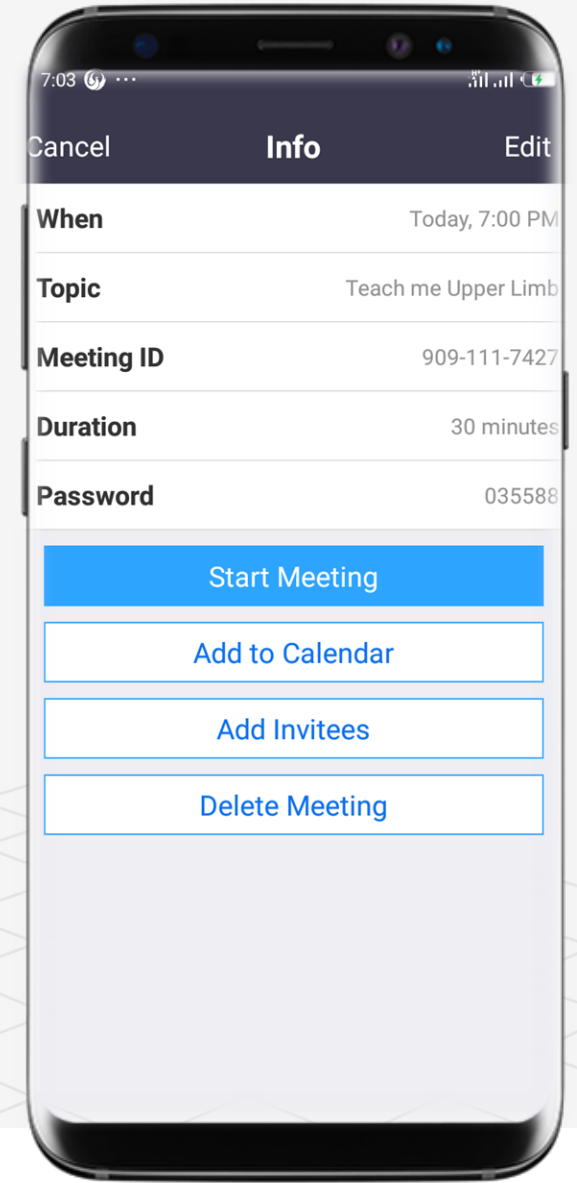 7:03 ...
Cancel Info Edit
When Today, 7:00 PM
Topic Teach me Upper Limb
Meeting ID 909-111-7427
Duration 30 minutes
Password 035588
Start Meeting
Add to Calendar
Add Invitees
Delete Meeting